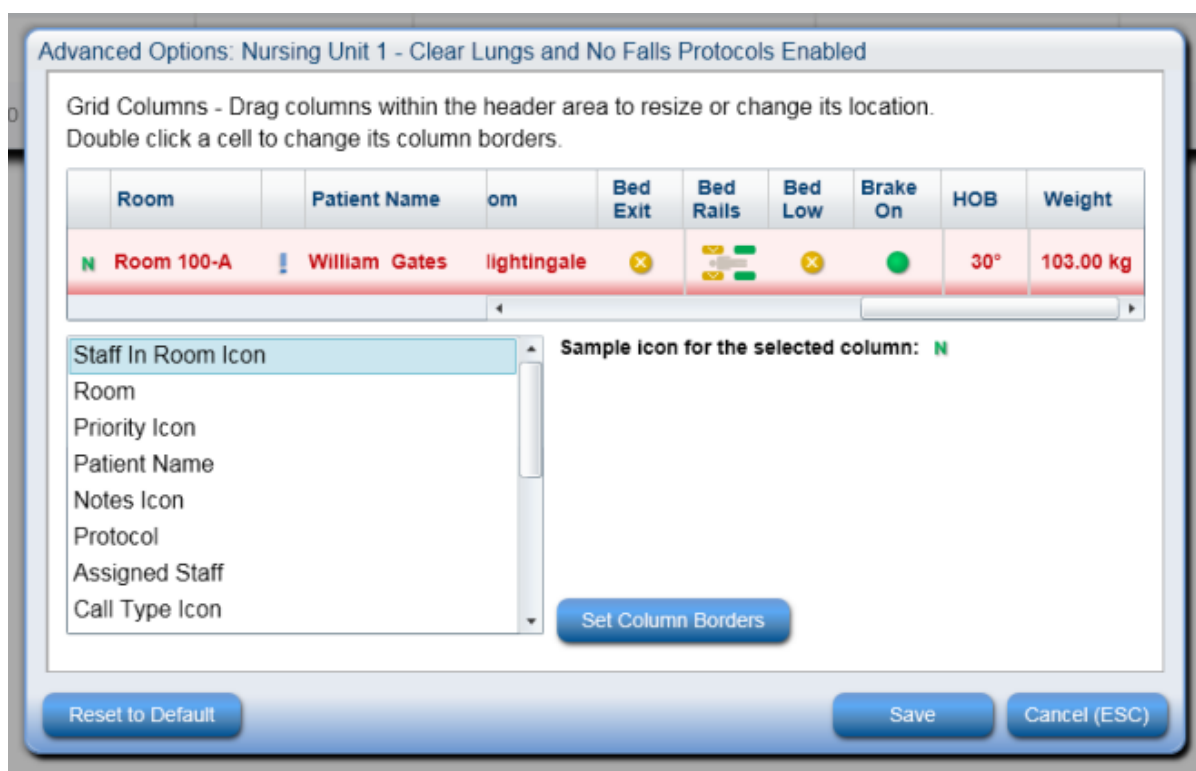 Advanced Options: Nursing Unit 1 - Clear Lungs and No Falls Protocols Enabled
Grid Columns - Drag columns within the header area to resize or change its location.
Double click a cell to change its column borders.
Room Patient Name om Bed Exit Bed Rails Bed Low Brake On HOB Weight
N Room 100-A ! William Gates lightingale 30° 103.00 kg
Staff In Room Icon
Sample icon for the selected column: N
Room
Priority Icon
Patient Name
Notes Icon
Protocol
Assigned Staff
Call Type Icon
Set Column Borders
Reset to Default Save Cancel (ESC)